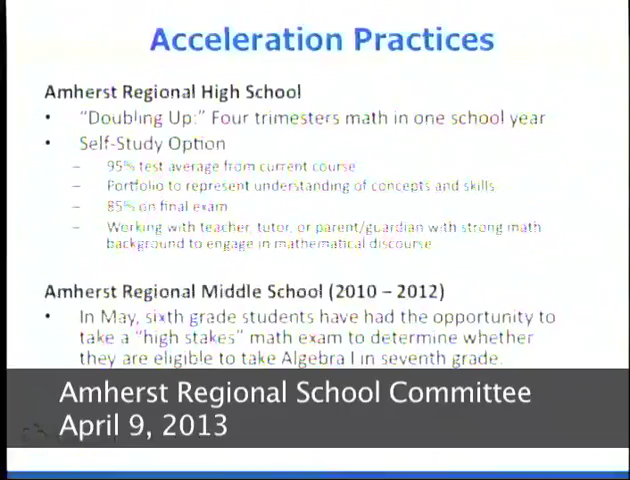 Acceleration Practices
Amherst Regional High School
• "Doubling Up:" Four trimesters math in one school year
• Self-Study Option
– 95% test average from current course
– Portfolio to represent understanding of concepts and skills
– 85% on final exam
– Working with teacher, tutor, or parent/guardian with strong math
background to engage in mathematical discourse
Amherst Regional Middle School (2010 – 2012)
• In May, sixth grade students have had the opportunity to
take a "high stakes" math exam to determine whether
they are eligible to take Algebra I in seventh grade.
Amherst Regional School Committee
April 9, 2013